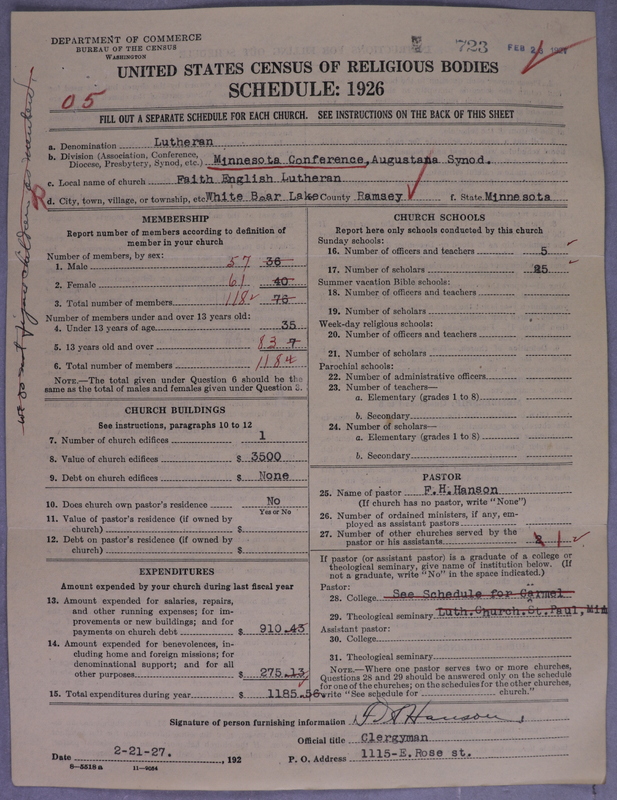 DEPARTMENT OF COMMERCE
BUREAU OF THE CENSUS
WASHINGTON
723
FEB 23
UNITED STATES CENSUS OF RELIGIOUS BODIES
SCHEDULE: 1926
05
FILL OUT A SEPARATE SCHEDULE FOR EACH CHURCH. SEE INSTRUCTIONS ON THE BACK OF THIS SHEET
a. Denomination Lutheran
b. Division (Association, Conference, Diocese, Presbytery, Synod, etc.) Minnesota Conference, Augustana Synod.
c. Local name of church Faith English Lutheran
d. City, town, village, or township, etc. White Bear Lake County Ramsey f. State Minnesota
we do not figure children as members
MEMBERSHIP
Report number of members according to definition of member in your church
Number of members, by sex:
1. Male 57 36
2. Female 61 40
3. Total number of members 118 76
Number of members under and over 13 years old:
4. Under 13 years of age 35
5. 13 years old and over 83 7
6. Total number of members 118
NOTE.—The total given under Question 6 should be the same as the total of males and females given under Question 3.
CHURCH BUILDINGS
See instructions, paragraphs 10 to 12
7. Number of church edifices 1
8. Value of church edifices $ 3500
9. Debt on church edifices $ None
10. Does church own pastor's residence No
Yes or No
11. Value of pastor's residence (if owned by church) $
12. Debt on pastor's residence (if owned by church) $
EXPENDITURES
Amount expended by your church during last fiscal year
13. Amount expended for salaries, repairs, and other running expenses; for improvements or new buildings; and for payments on church debt $ 910.43
14. Amount expended for benevolences, including home and foreign missions; for denominational support; and for all other purposes $ 275.13
15. Total expenditures during year $ 1185.56
CHURCH SCHOOLS
Report here only schools conducted by this church
Sunday schools:
16. Number of officers and teachers 5
17. Number of scholars 25
Summer vacation Bible schools:
18. Number of officers and teachers
19. Number of scholars
Week-day religious schools:
20. Number of officers and teachers
21. Number of scholars
Parochial schools:
22. Number of administrative officers
23. Number of teachers—
a. Elementary (grades 1 to 8)
b. Secondary
24. Number of scholars—
a. Elementary (grades 1 to 8)
b. Secondary
PASTOR
25. Name of pastor F.H.Hanson
(If church has no pastor, write "None")
26. Number of ordained ministers, if any, employed as assistant pastors
27. Number of other churches served by the pastor or his assistants 2 1
If pastor (or assistant pastor) is a graduate of a college or theological seminary, give name of institution below. (If not a graduate, write "No" in the space indicated.)
Pastor:
28. College See Schedule for Carmel
29. Theological seminary Luth.Church.St.Paul, Min
Assistant pastor:
30. College
31. Theological seminary
NOTE.—Where one pastor serves two or more churches, Questions 28 and 29 should be answered only on the schedule for one of the churches; on the schedules for the other churches, write "See schedule for church."
Signature of person furnishing information Hanson
Official title Clergyman
Date 2-21-27. , 192
P. O. Address 1115-E.Rose st.
8—5518 a 11—9054